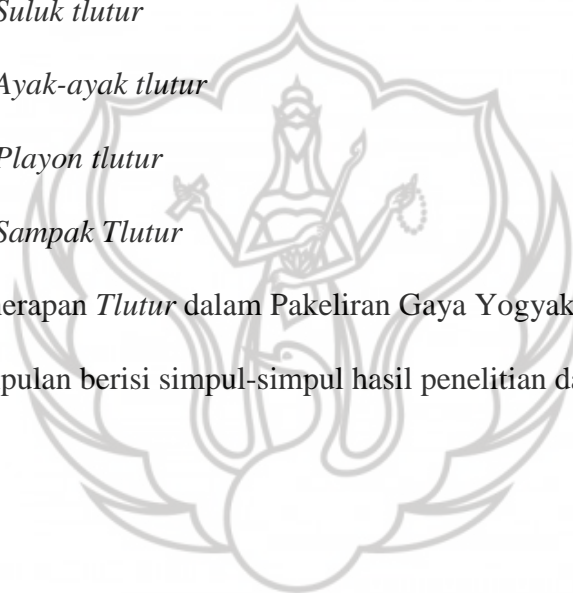 Suluk tlutur
Ayak-ayak tlutur
Playon tlutur
Sampak Tlutur
nerapan Tlutur dalam Pakeliran Gaya Yogyak
pulan berisi simpul-simpul hasil penelitian da